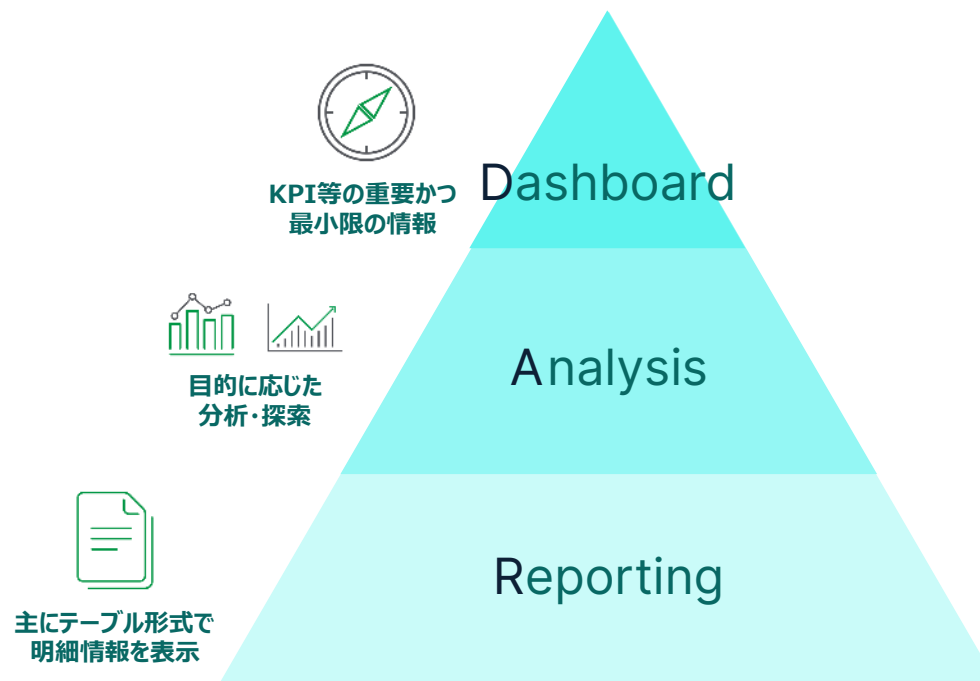 KPI等の重要かつ
最小限の情報
Dashboard
目的に応じた
分析・探索
Analysis
主にテーブル形式で
明細情報を表示
Reporting